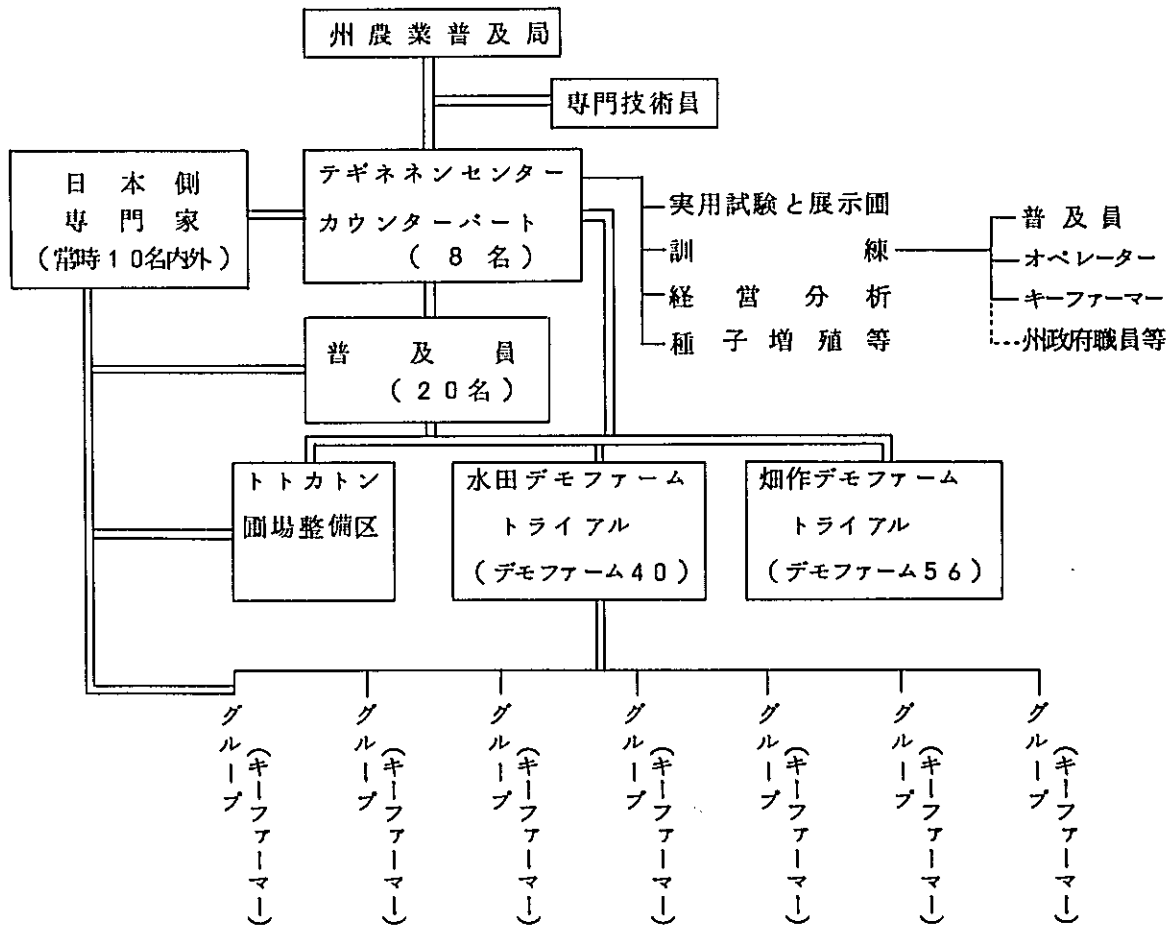 州農業普及局
専門技術員
日本側
専門家
(常時10名内外)
テギネネンセンター
カウンターパート
(8名)
実用試験と展示圃
訓練
経営分析
種子増殖等
普及員
オペレーター
キーファーマー
州政府職員等
普及員
(20名)
トトカトン
圃場整備区
水田デモファーム
トライアル
(デモファーム40)
畑作デモファーム
トライアル
(デモファーム56)
グループ
(キーファーマー)
グループ
(キーファーマー)
グループ
(キーファーマー)
グループ
(キーファーマー)
グループ
(キーファーマー)
グループ
(キーファーマー)
グループ
(キーファーマー)